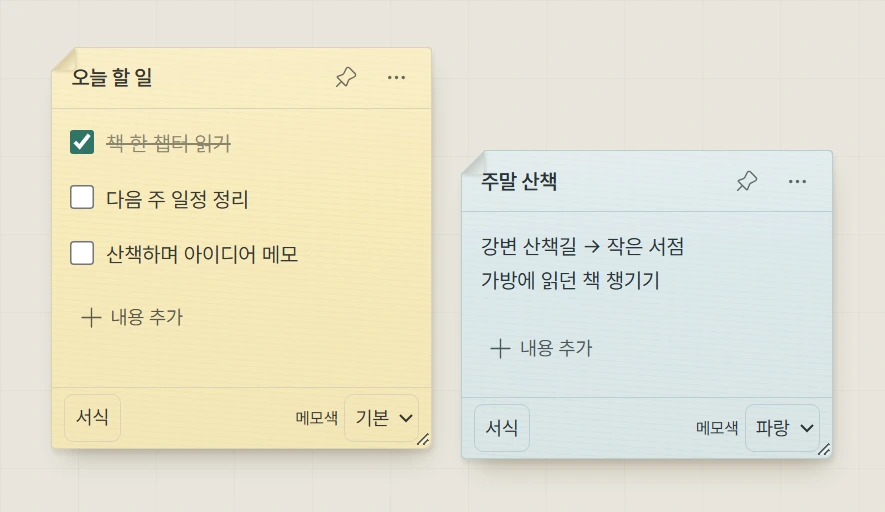 오늘 할 일
책 한 챕터 읽기
다음 주 일정 정리
산책하며 아이디어 메모
내용 추가
서식
메모색
기본
주말 산책
강변 산책길 → 작은 서점
가방에 읽던 책 챙기기
내용 추가
서식
메모색
파랑